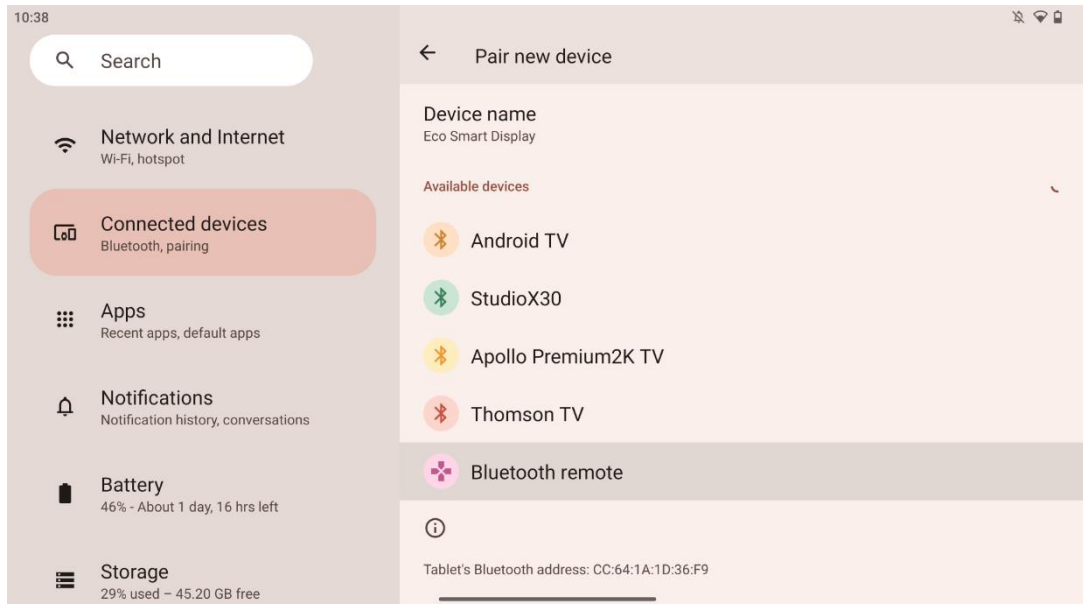 10:38
Search
Network and Internet
Wi-Fi, hotspot
Connected devices
Bluetooth, pairing
Apps
Recent apps, default apps
Notifications
Notification history, conversations
Battery
46% - About 1 day, 16 hrs left
Storage
29% used – 45.20 GB free
Pair new device
Device name
Eco Smart Display
Available devices
Android TV
StudioX30
Apollo Premium2K TV
Thomson TV
Bluetooth remote
Tablet's Bluetooth address: CC:64:1A:1D:36:F9